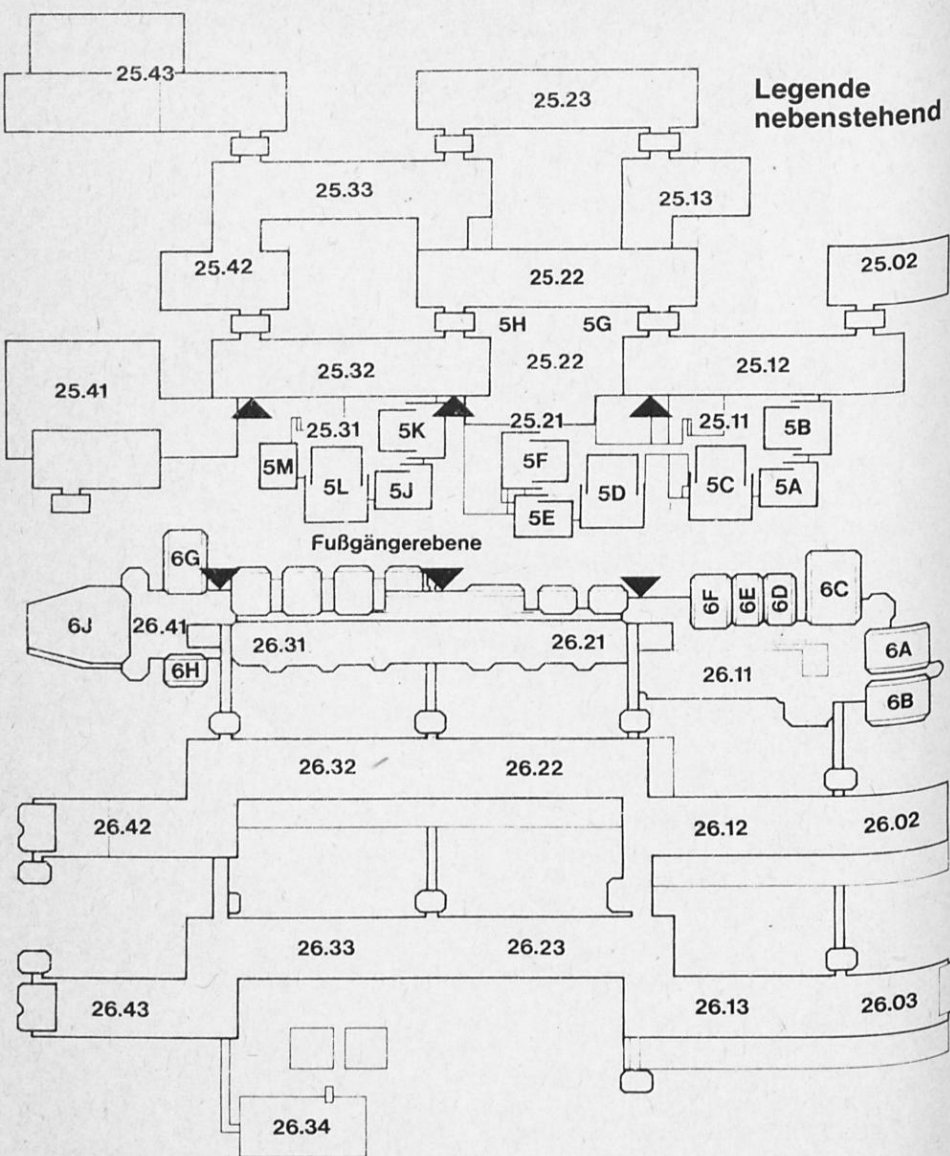 25.43
25.23
Legende
nebenstehend
25.33
25.13
25.42
25.22
25.02
5H
5G
25.32
25.22
25.12
25.41
25.31
5K
25.21
25.11
5B
5M
5L
5J
5F
5E
5D
5C
5A
Fußgängerebene
6G
6J
26.41
6H
26.31
26.21
6F
6E
6D
6C
6A
26.11
6B
26.32
26.22
26.42
26.12
26.02
26.33
26.23
26.43
26.13
26.03
26.34